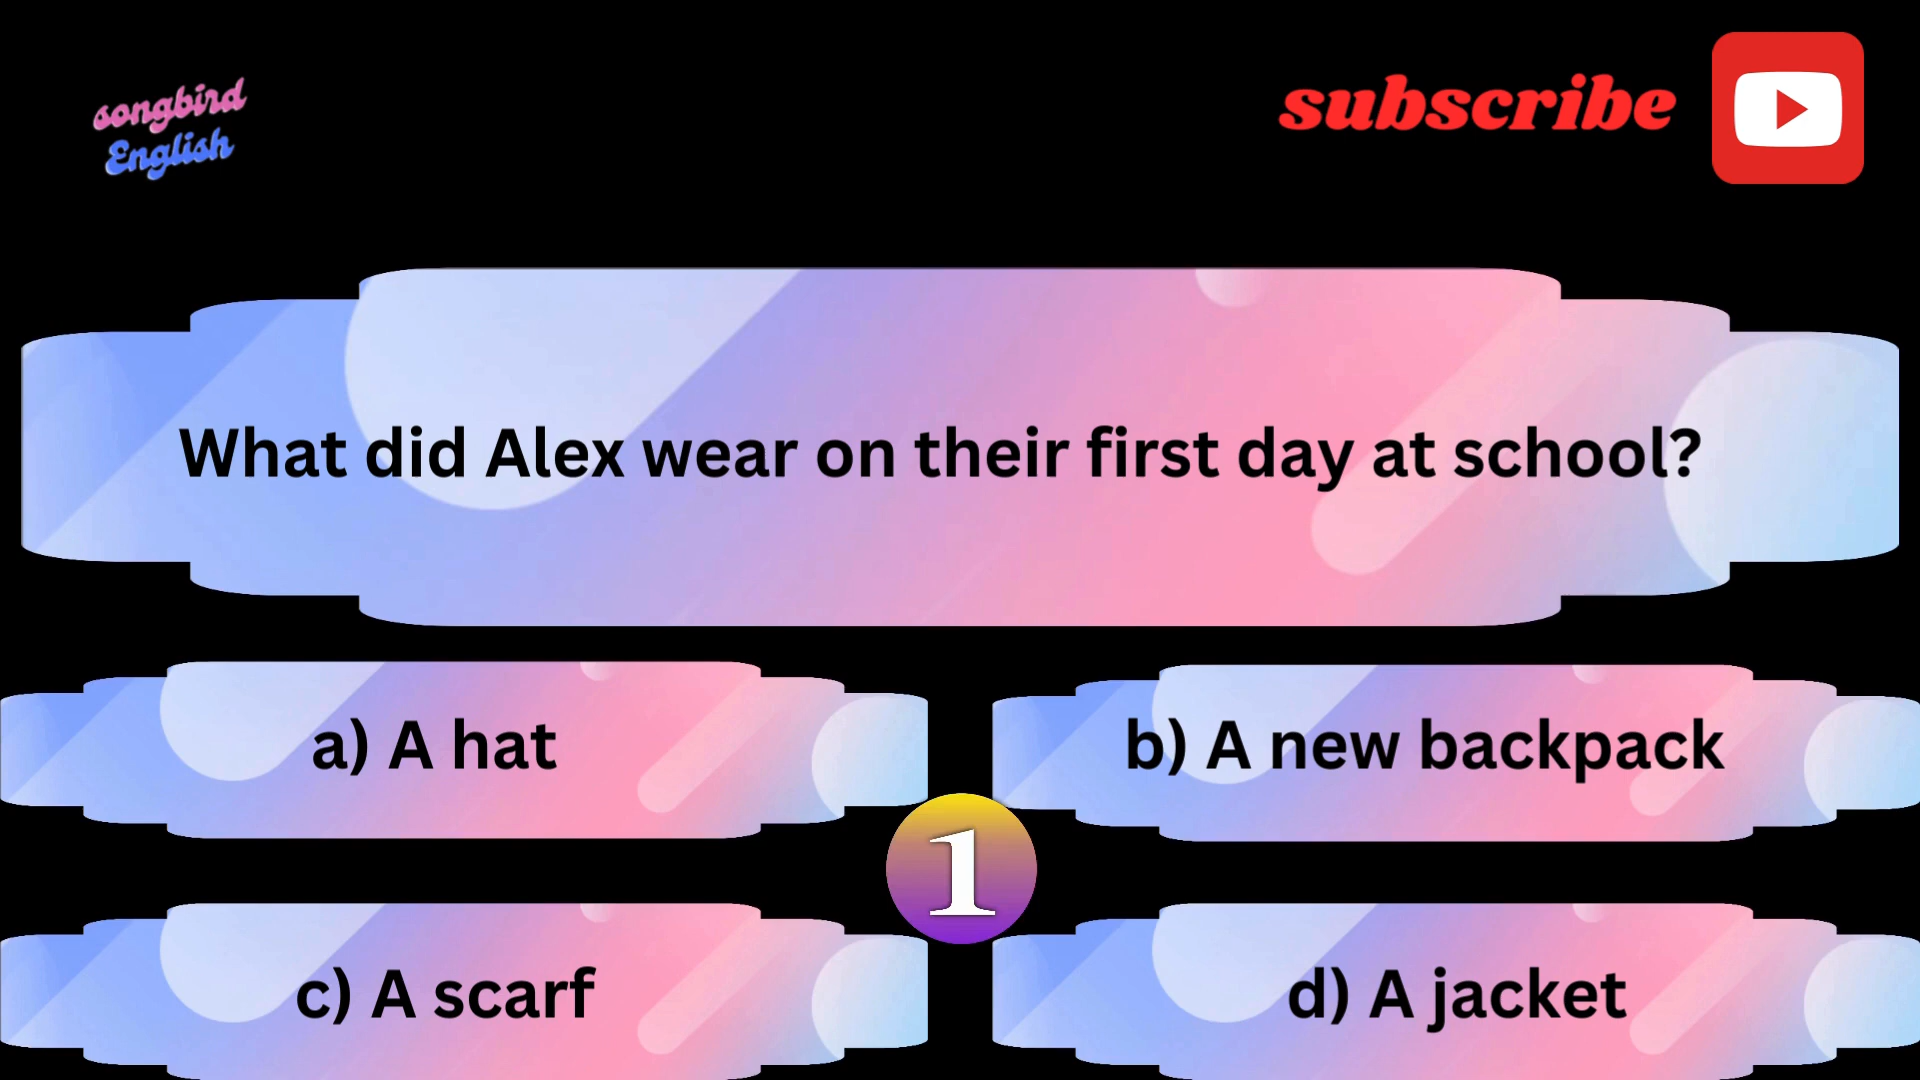 songbird
English
subscribe
What did Alex wear on their first day at school?
a) A hat
b) A new backpack
1
c) A scarf
d) A jacket